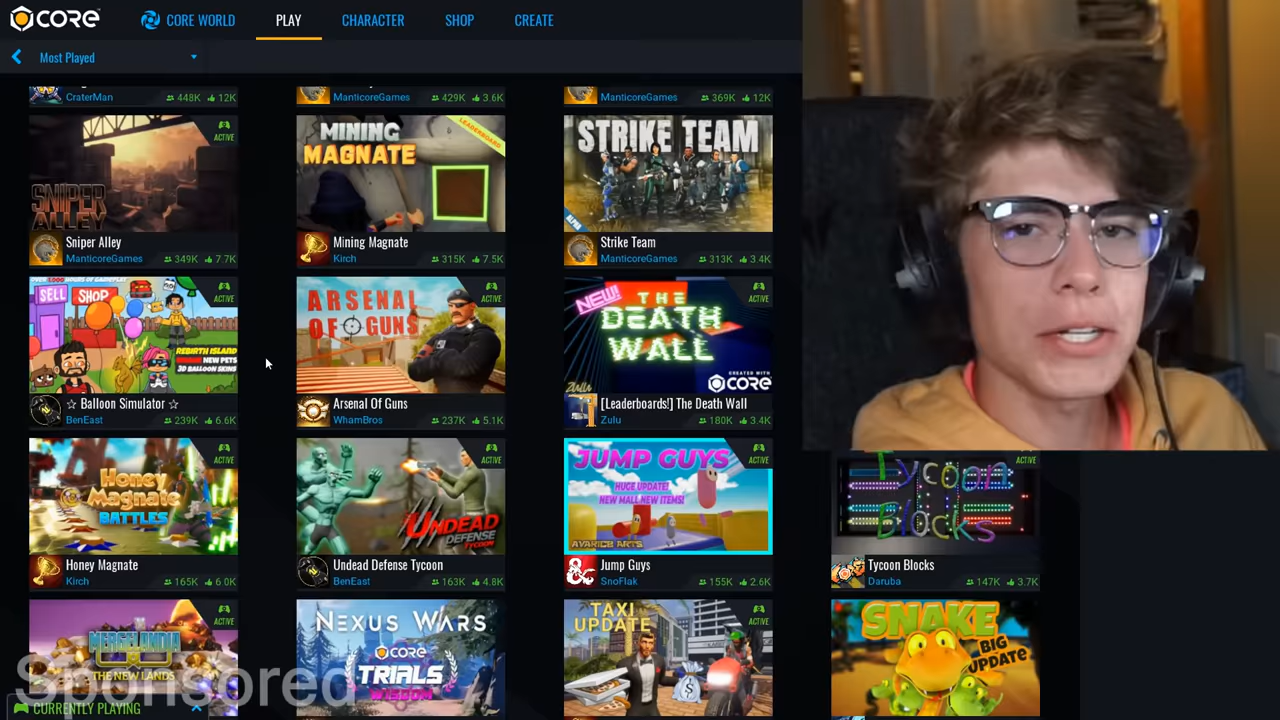 CORE
CORE WORLD
PLAY
CHARACTER
SHOP
CREATE
Most Played
CraterMan 448K 12K
ManticoreGames 429K 3.6K
ManticoreGames 369K 12K
ACTIVE
SNIPER
ALLEY
Sniper Alley
ManticoreGames 349K 7.7K
MINING
MAGNATE
LEADERBOARDS
Mining Magnate
Kirch 315K 7.5K
STRIKE TEAM
ALPHA
Strike Team
ManticoreGames 313K 3.4K
SELL
SHOP
ACTIVE
REBIRTH ISLAND
NEW PETS
3D BALLOON SKINS
☆ Balloon Simulator ☆
BenEast 239K 6.6K
ARSENAL
OF GUNS
ACTIVE
Arsenal Of Guns
WhamBros 237K 5.1K
NEW!
THE
DEATH
WALL
ACTIVE
CREATED WITH
CORE
ZULU
[Leaderboards!] The Death Wall
Zulu 180K 3.4K
Honey
Magnate
BATTLES
ACTIVE
Honey Magnate
Kirch 165K 6.0K
UNDEAD
DEFENSE
TYCOON
ACTIVE
Undead Defense Tycoon
BenEast 163K 4.8K
JUMP GUYS
HUGE UPDATE!
NEW MALL NEW ITEMS!
AVARICE ARTS
ACTIVE
Jump Guys
SnoFlak 155K 2.6K
Tycoon
Blocks
ACTIVE
Tycoon Blocks
Daruba 147K 3.7K
MERGELANDIA
THE NEW LANDS
ACTIVE
NEXUS WARS
CORE
TRIALS
WISDOM
TAXI
UPDATE
ACTIVE
SNAKE
BIG
UPDATE
Sponsored
CURRENTLY PLAYING